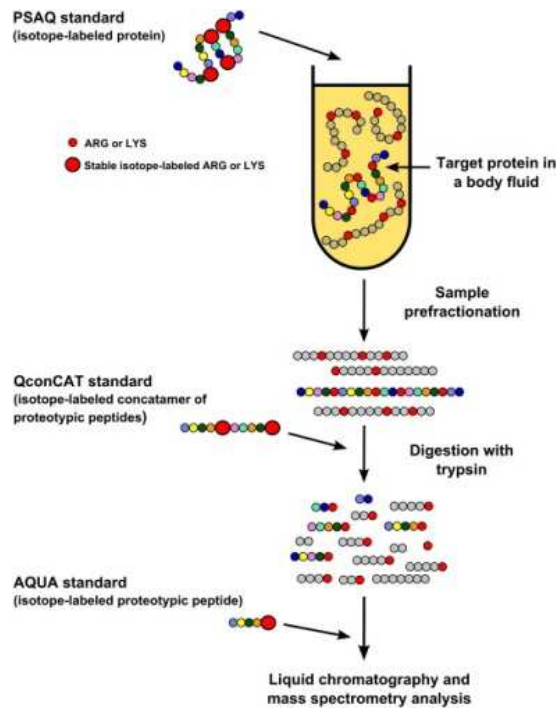 PSAQ standard
(isotope-labeled protein)
ARG or LYS
Stable isotope-labeled ARG or LYS
Target protein in
a body fluid
Sample
prefractionation
QconCAT standard
(isotope-labeled concatamer of
proteotypic peptides)
Digestion with
trypsin
AQUA standard
(isotope-labeled proteotypic peptide)
Liquid chromatography and
mass spectrometry analysis